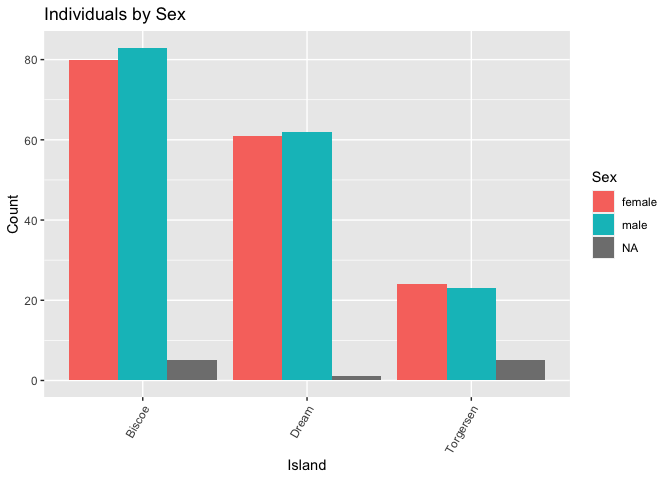 Individuals by Sex
Count
80
60
40
20
0
Biscoe
Dream
Torgersen
Island
Sex
female
male
NA